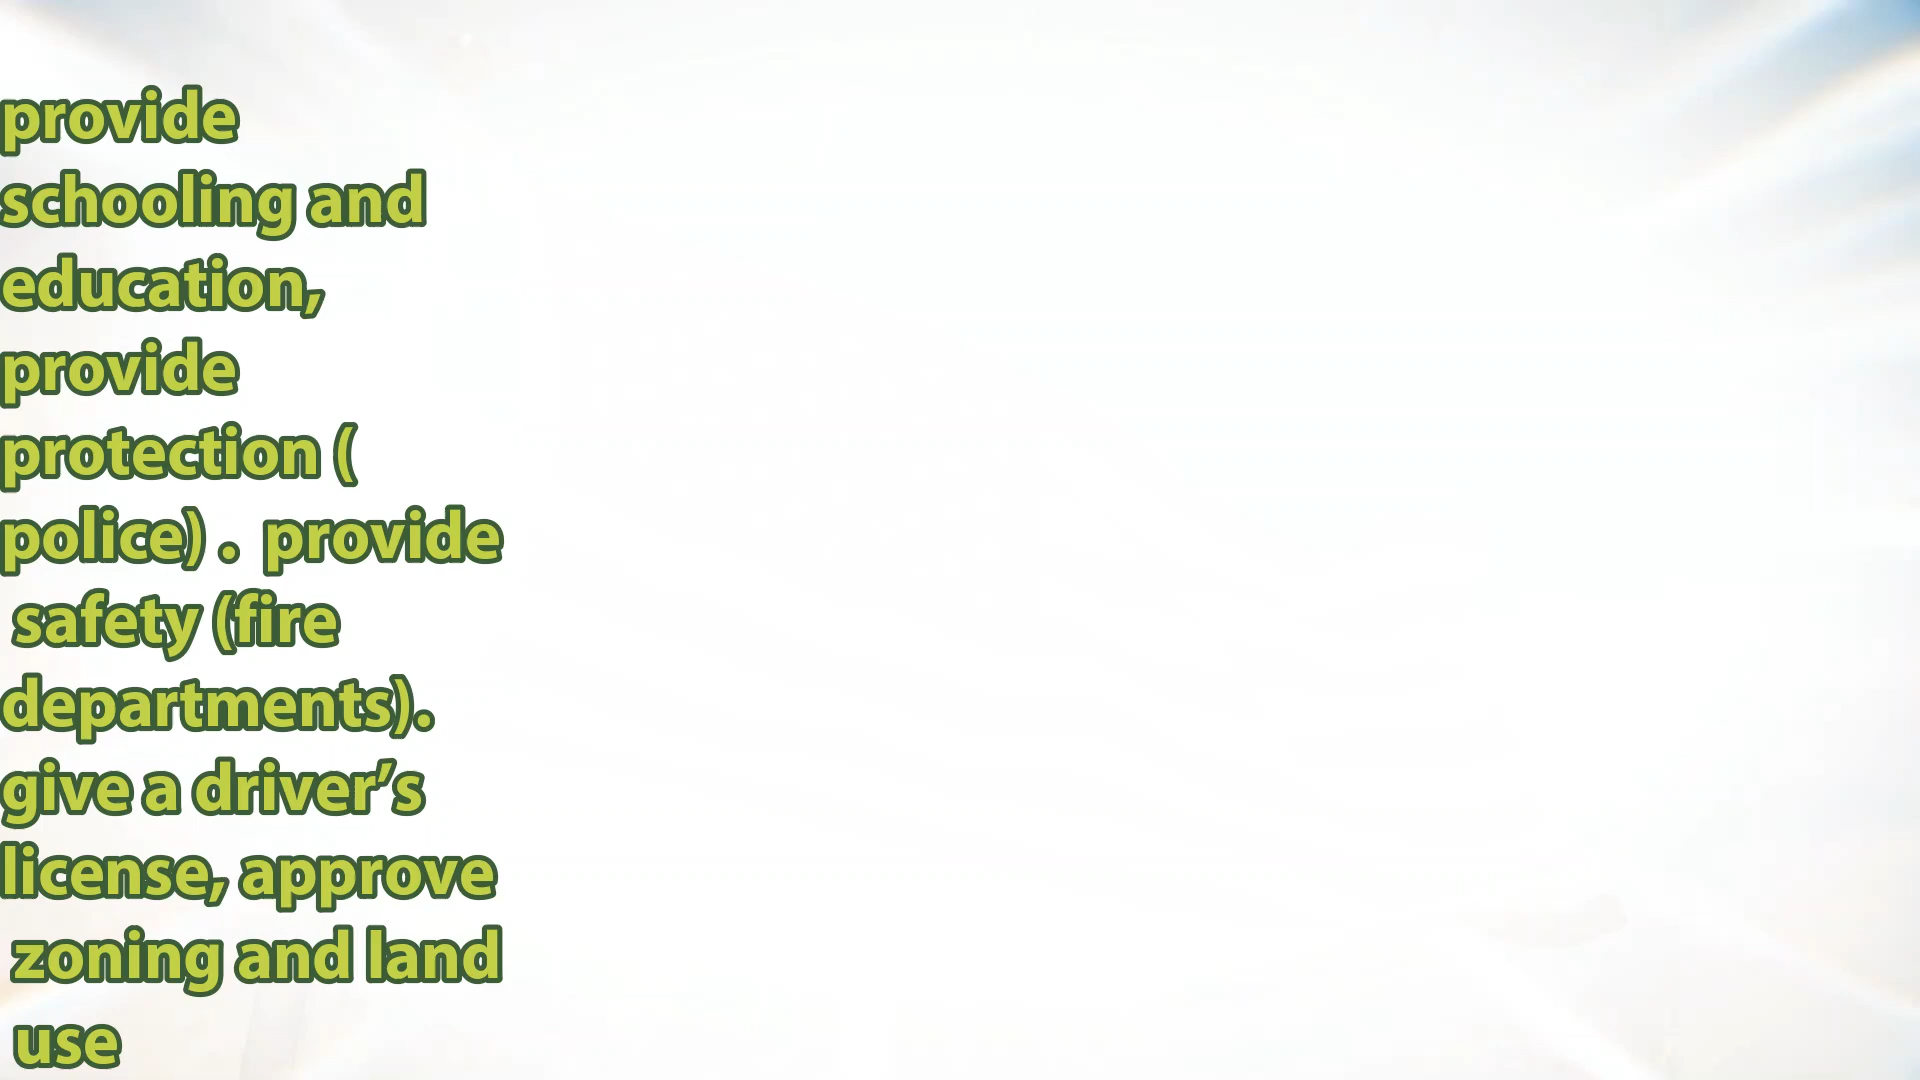 provide
schooling and
education,
provide
protection (
police) . provide
safety (fire
departments).
give a driver’s
license, approve
zoning and land
use